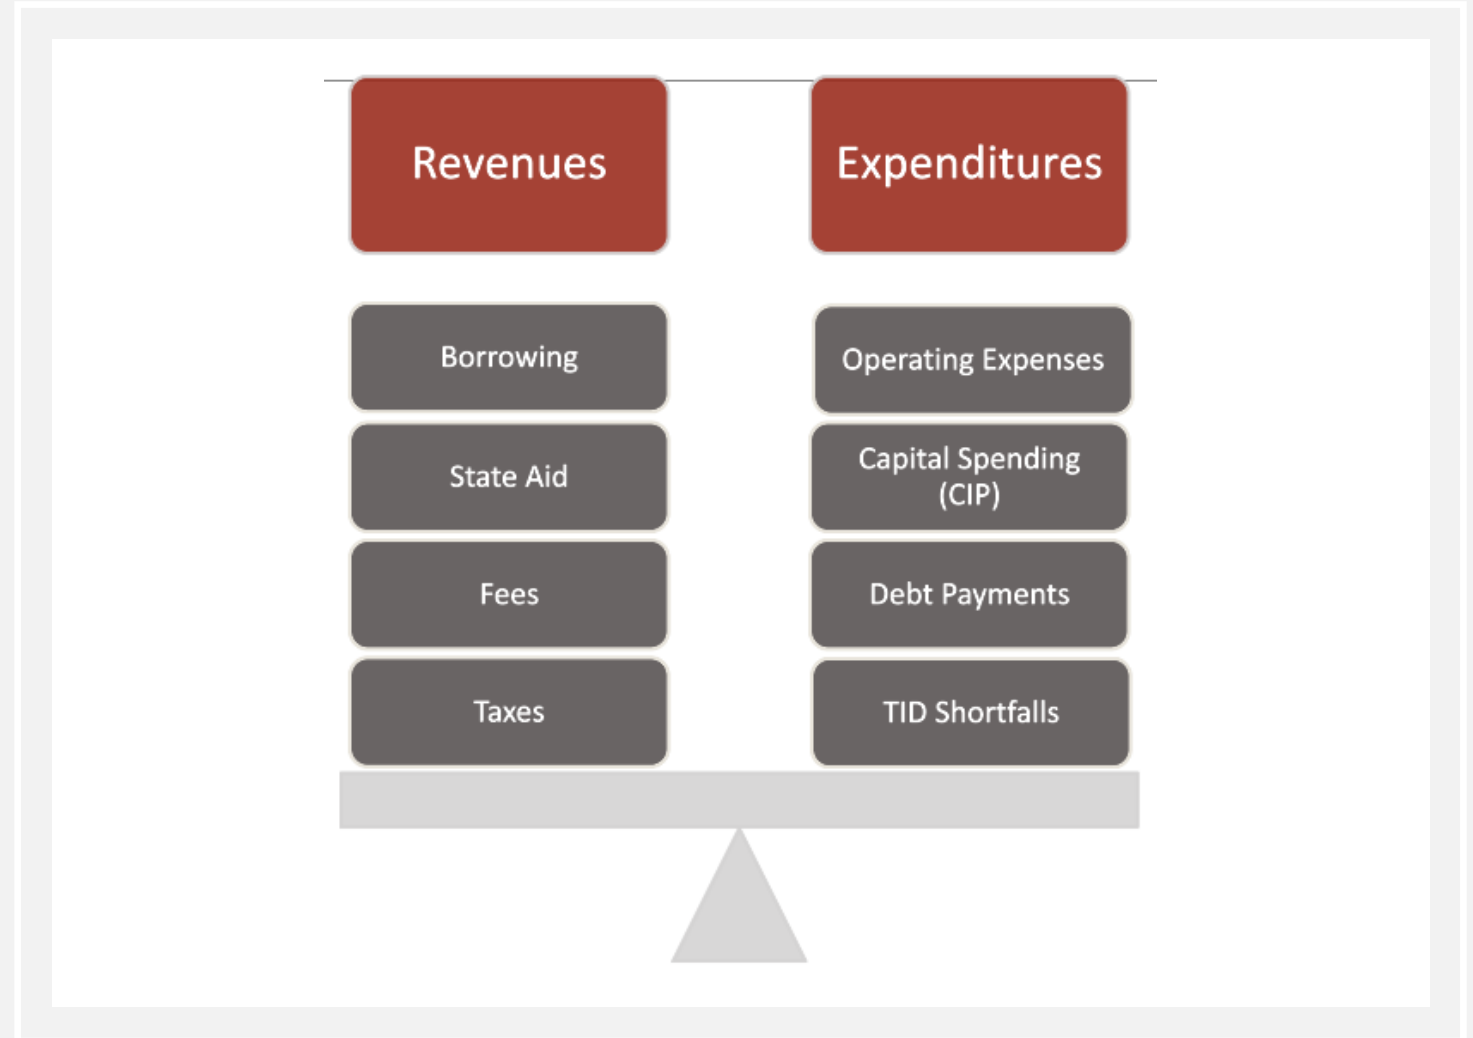 Revenues
Expenditures
Borrowing
Operating Expenses
State Aid
Capital Spending
(CIP)
Fees
Debt Payments
Taxes
TID Shortfalls